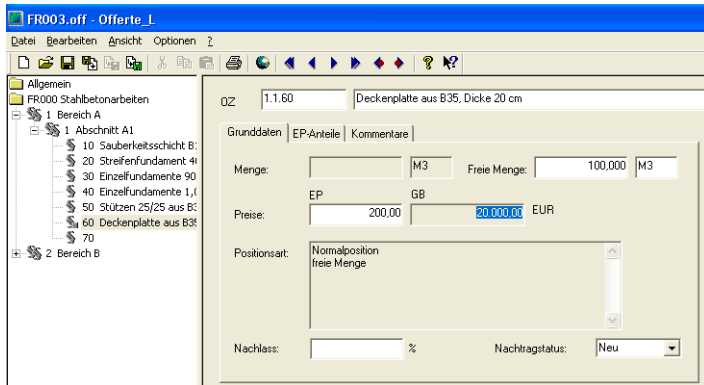 FR003.off - Offerte_L
Datei Bearbeiten Ansicht Optionen ?
Allgemein
FR000 Stahlbetonarbeiten
1 Bereich A
1 Abschnitt A1
10 Sauberkeitsschicht B:
20 Streifenfundament 4
30 Einzelfundamente 90
40 Einzelfundamente 1,(
50 Stützen 25/25 aus B3
60 Deckenplatte aus B35
70
2 Bereich B
OZ 1.1.60 Deckenplatte aus B35, Dicke 20 cm
Grunddaten EP-Anteile Kommentare
Menge: M3 Freie Menge: 100,000 M3
EP GB
Preise: 200,00 20.000,00 EUR
Positionsart: Normalposition
freie Menge
Nachlass: % Nachtragstatus: Neu